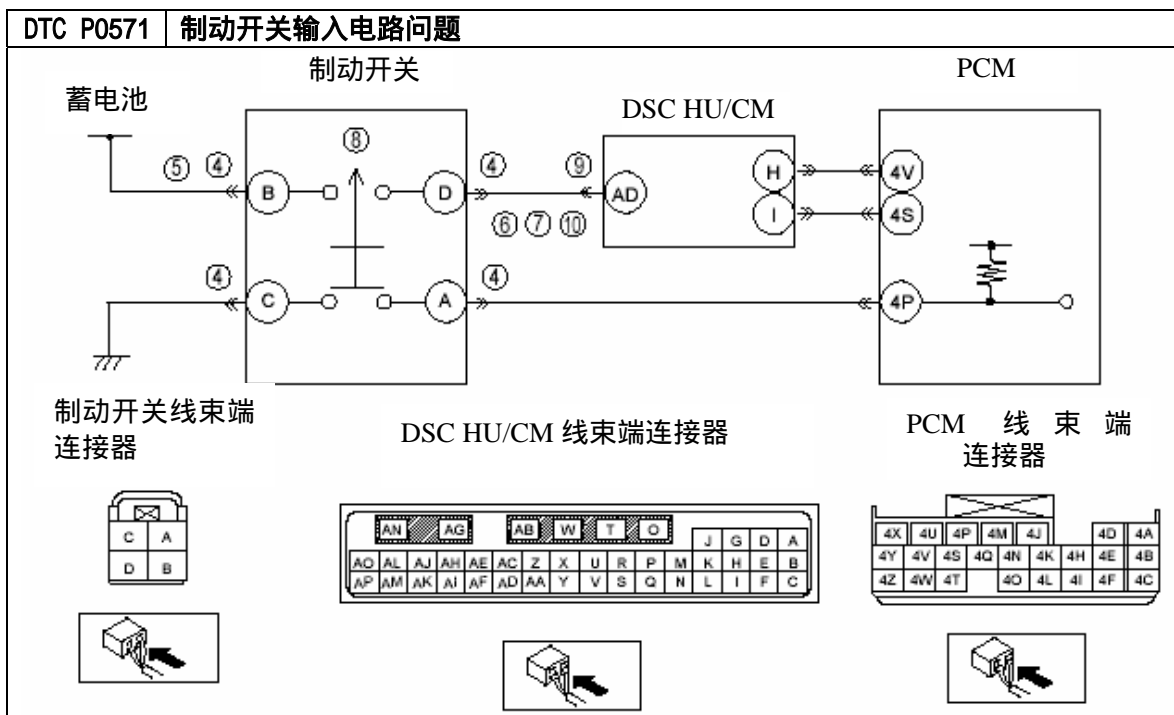 DTC P0571 制动开关输入电路问题
制动开关
PCM
蓄电池
DSC HU/CM
⑧
⑤ ④ ④ ⑨
B D AD H 4V
⑥ ⑦ ⑩ I 4S
④ ④
C A 4P
制动开关线束端
连接器
DSC HU/CM 线束端连接器
PCM 线 束 端
连接器
C A
D B
AN AG AB W T O J G D A
AO AL AJ AH AE AC Z X U R P M K H E B
AP AM AK AI AF AD AA Y V S Q N L I F C
4X 4U 4P 4M 4J 4D 4A
4Y 4V 4S 4Q 4N 4K 4H 4E 4B
4Z 4W 4T 4O 4L 4I 4F 4C